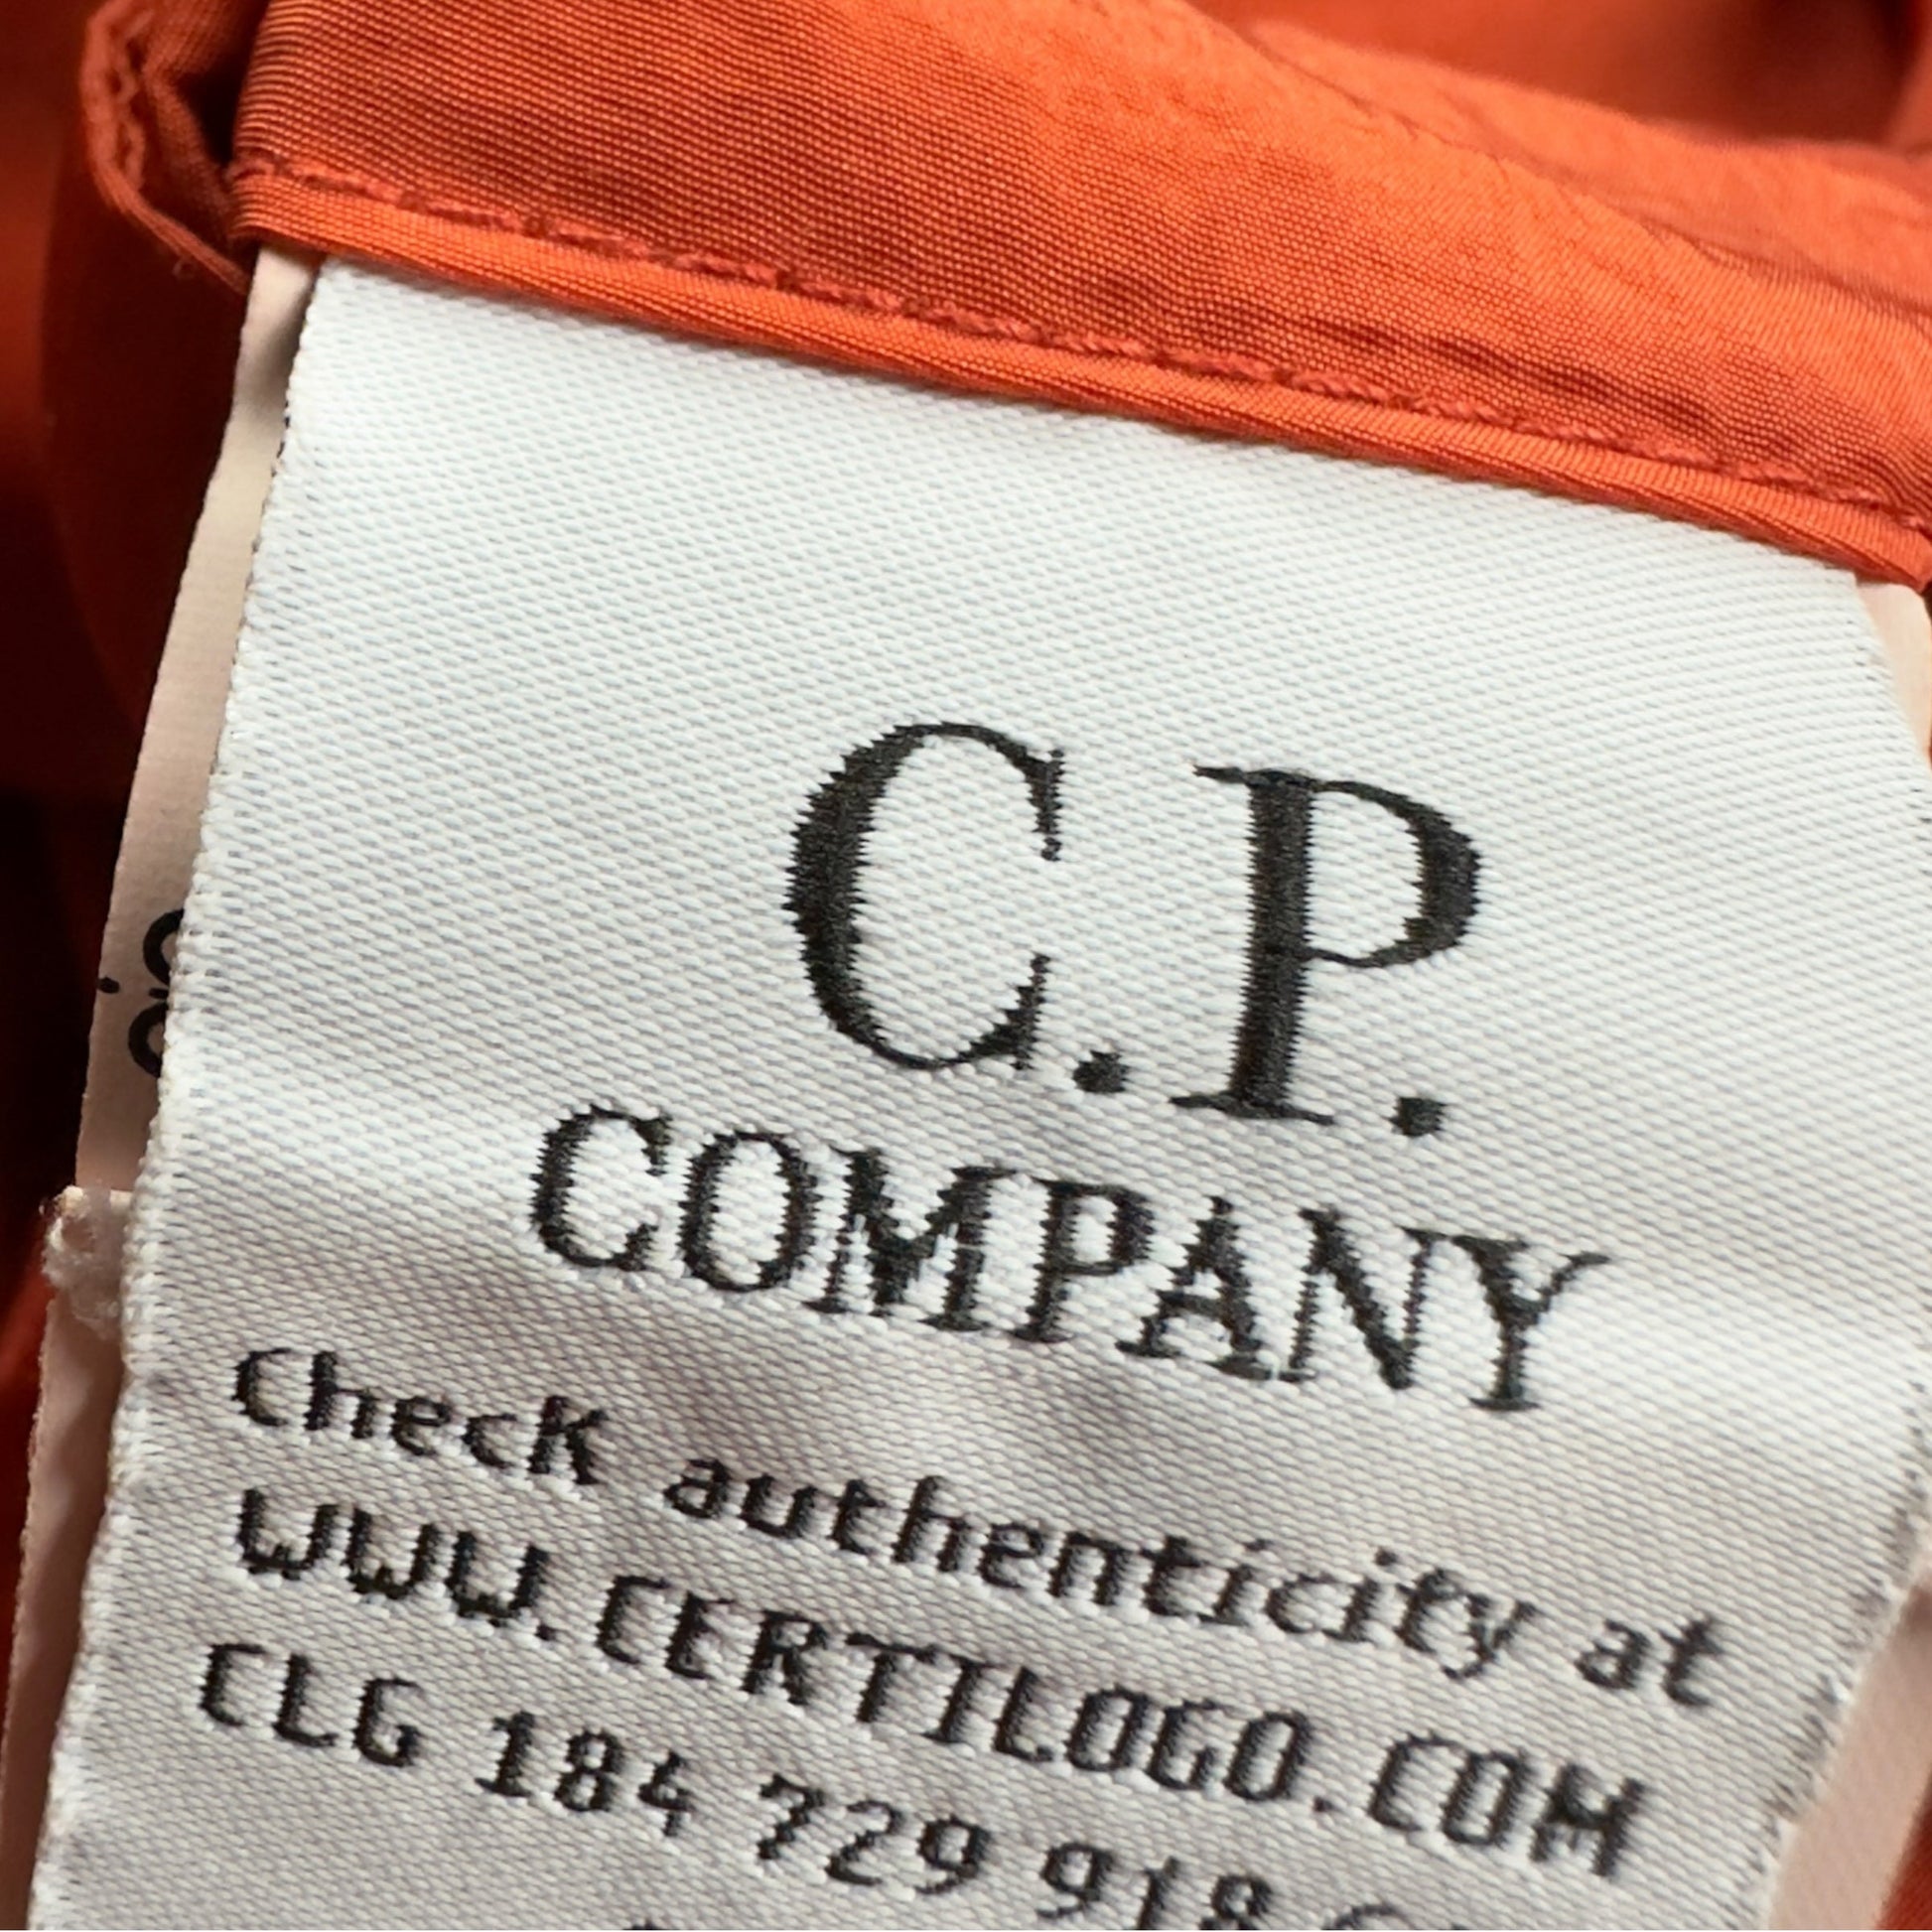 C.P.
COMPANY
Check authenticity at
WWW.CERTILOGO.COM
CLG 184 729 918